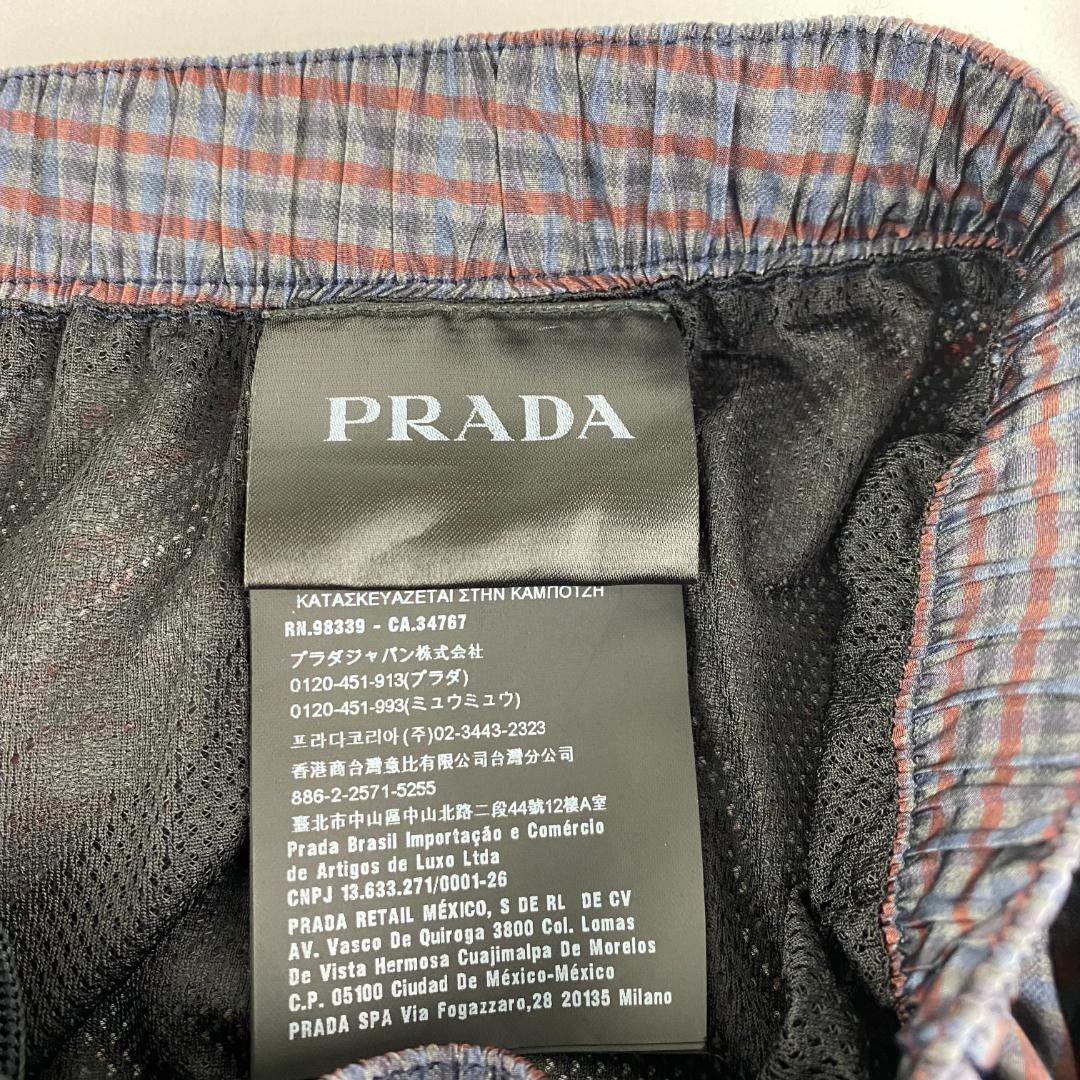 PRADA
.ΚΑΤΑΣΚΕΥΑΖΕΤΑΙ ΣΤΗΝ ΚΑΜΠΟΤΖΗ
RN.98339 - CA.34767
プラダジャパン株式会社
0120-451-913(プラダ)
0120-451-993(ミュウミュウ)
프라다코리아(주)02-3443-2323
香港商台灣意比有限公司台灣分公司
886-2-2571-5255
臺北市中山區中山北路二段44號12樓A室
Prada Brasil Importação e Comércio
de Artigos de Luxo Ltda
CNPJ 13.633.271/0001-26
PRADA RETAIL MÉXICO, S DE RL DE CV
AV. Vasco De Quiroga 3800 Col. Lomas
De Vista Hermosa Cuajimalpa De Morelos
C.P. 05100 Ciudad De México-México
PRADA SPA Via Fogazzaro,28 20135 Milano